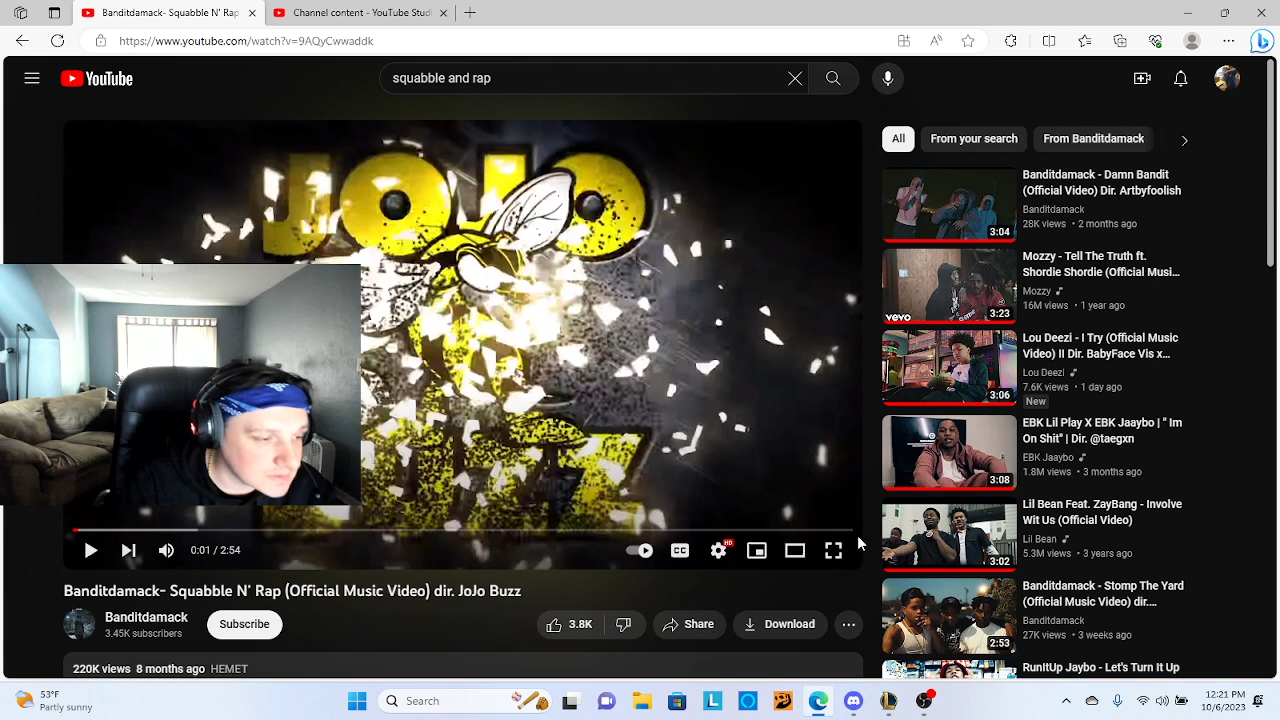 Banditdamack- Squabble N' Rap
Channel content - YouTube Studi
https://www.youtube.com/watch?v=9AQyCwwaddk
YouTube
squabble and rap
All
From your search
From Banditdamack
Banditdamack - Damn Bandit
(Official Video) Dir. Artbyfoolish
Banditdamack
28K views • 2 months ago
3:04
Mozzy - Tell The Truth ft.
Shordie Shordie (Official Musi...
Mozzy
16M views • 1 year ago
vevo
3:23
Lou Deezi - I Try (Official Music
Video) II Dir. BabyFace Vis x...
Lou Deezi
7.6K views • 1 day ago
New
3:06
EBK Lil Play X EBK Jaaybo | " Im
On Shit" | Dir. @taegxn
EBK Jaaybo
1.8M views • 3 months ago
3:08
Lil Bean Feat. ZayBang - Involve
Wit Us (Official Video)
Lil Bean
5.3M views • 3 years ago
3:02
Banditdamack - Stomp The Yard
(Official Music Video) dir....
Banditdamack
27K views • 3 weeks ago
2:53
RunItUp Jaybo - Let's Turn It Up
JOJO
0:01 / 2:54
CC
HD
Banditdamack- Squabble N' Rap (Official Music Video) dir. JoJo Buzz
Banditdamack
3.45K subscribers
Subscribe
3.8K
Share
Download
220K views 8 months ago HEMET
53°F
Partly sunny
Search
12:21 PM
10/6/2023